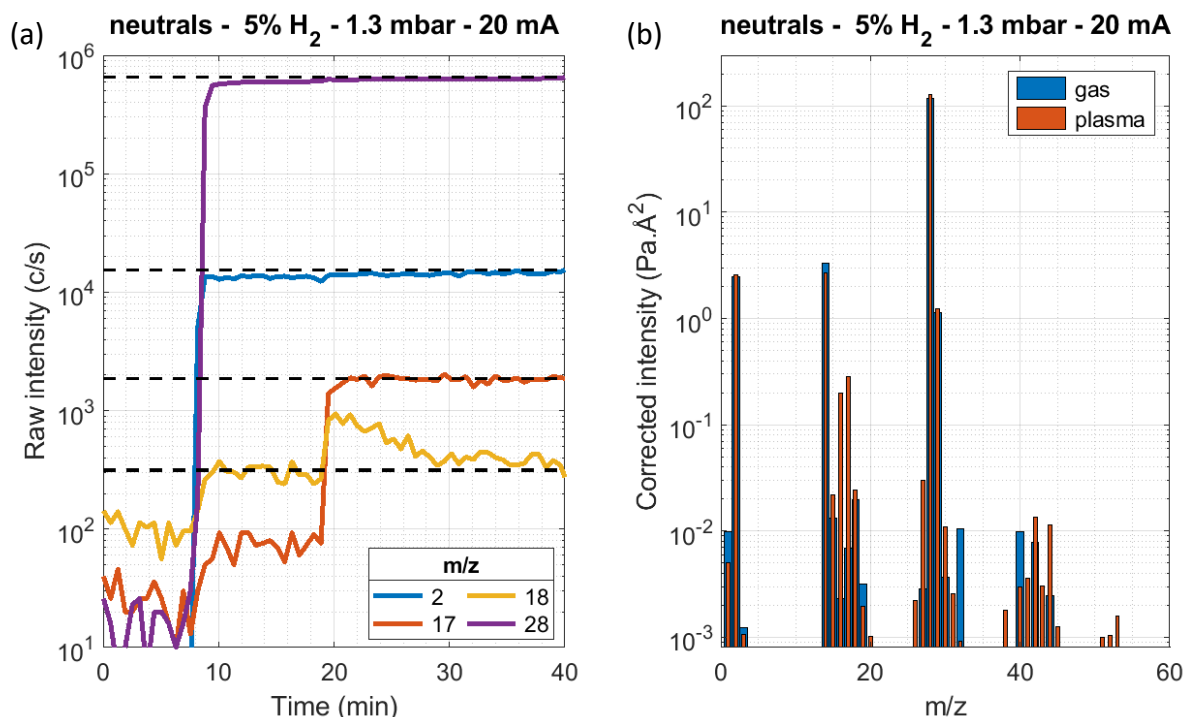 (a)
neutrals - 5% H2 - 1.3 mbar - 20 mA
Raw intensity (c/s)
10^6
10^5
10^4
10^3
10^2
10^1
0 10 20 30 40
Time (min)
m/z
2 18
17 28
(b)
neutrals - 5% H2 - 1.3 mbar - 20 mA
Corrected intensity (Pa.Å²)
10^2
10^1
10^0
10^-1
10^-2
10^-3
0 20 40 60
m/z
gas
plasma